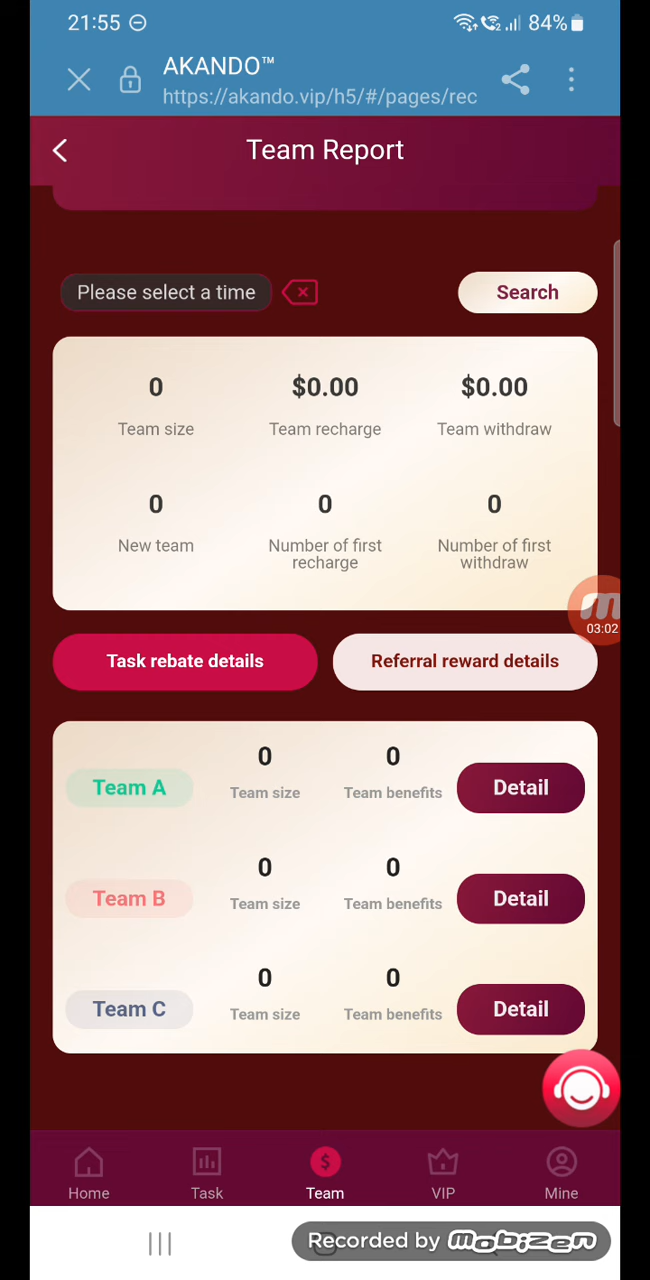 21:55
84%
AKANDO™
https://akando.vip/h5/#/pages/rec
Team Report
Please select a time
Search
0 $0.00 $0.00
Team size Team recharge Team withdraw
0 0 0
New team Number of first recharge Number of first withdraw
03:02
Task rebate details Referral reward details
0 0
Team A Team size Team benefits Detail
0 0
Team B Team size Team benefits Detail
0 0
Team C Team size Team benefits Detail
Home Task Team VIP Mine
Recorded by mobizen